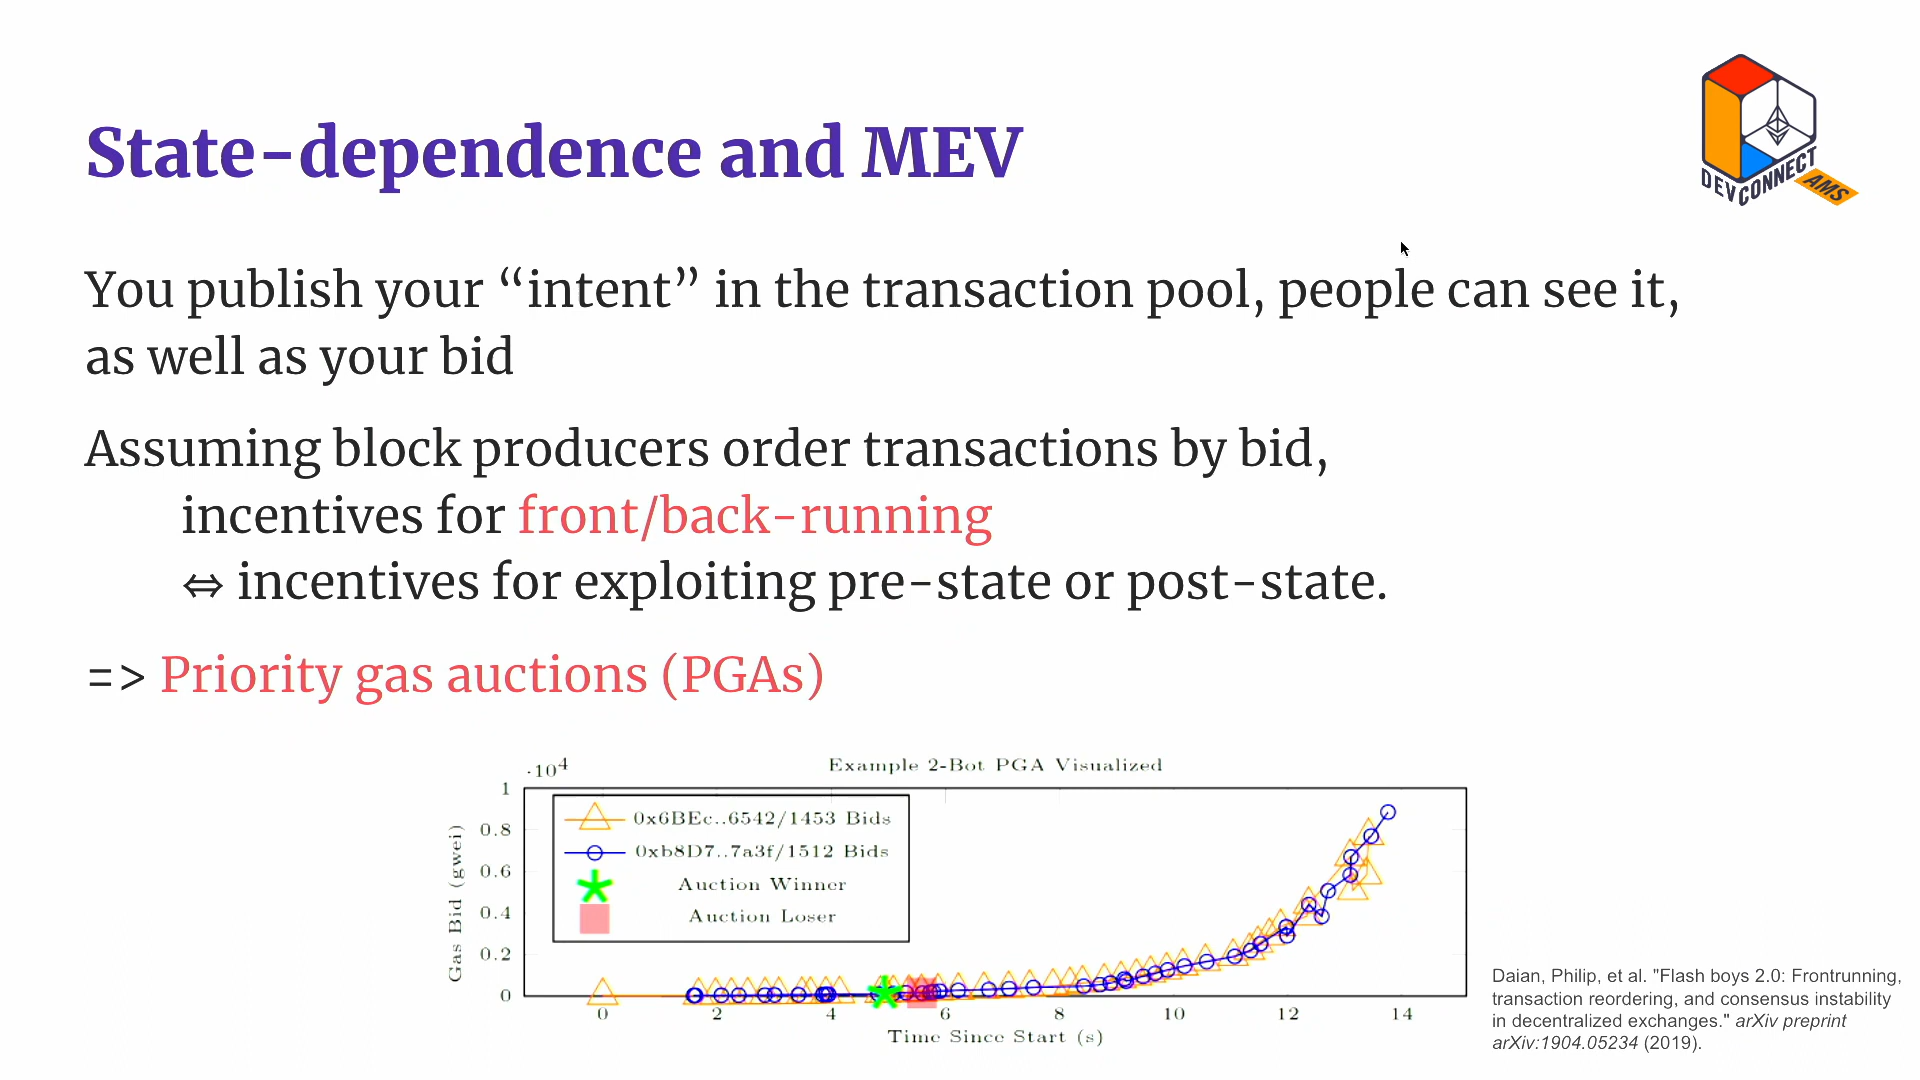 State-dependence and MEV
DEVCONNECT
AMS
You publish your “intent” in the transaction pool, people can see it,
as well as your bid
Assuming block producers order transactions by bid,
incentives for front/back-running
⇔ incentives for exploiting pre-state or post-state.
=> Priority gas auctions (PGAs)
Example 2-Bot PGA Visualized
·10⁴
1
0.8
0.6
0.4
0.2
0
Gas Bid (gwei)
0x6BEc..6542/1453 Bids
0xb8D7..7a3f/1512 Bids
Auction Winner
Auction Loser
0 2 4 6 8 10 12 14
Time Since Start (s)
Daian, Philip, et al. "Flash boys 2.0: Frontrunning,
transaction reordering, and consensus instability
in decentralized exchanges." arXiv preprint
arXiv:1904.05234 (2019).